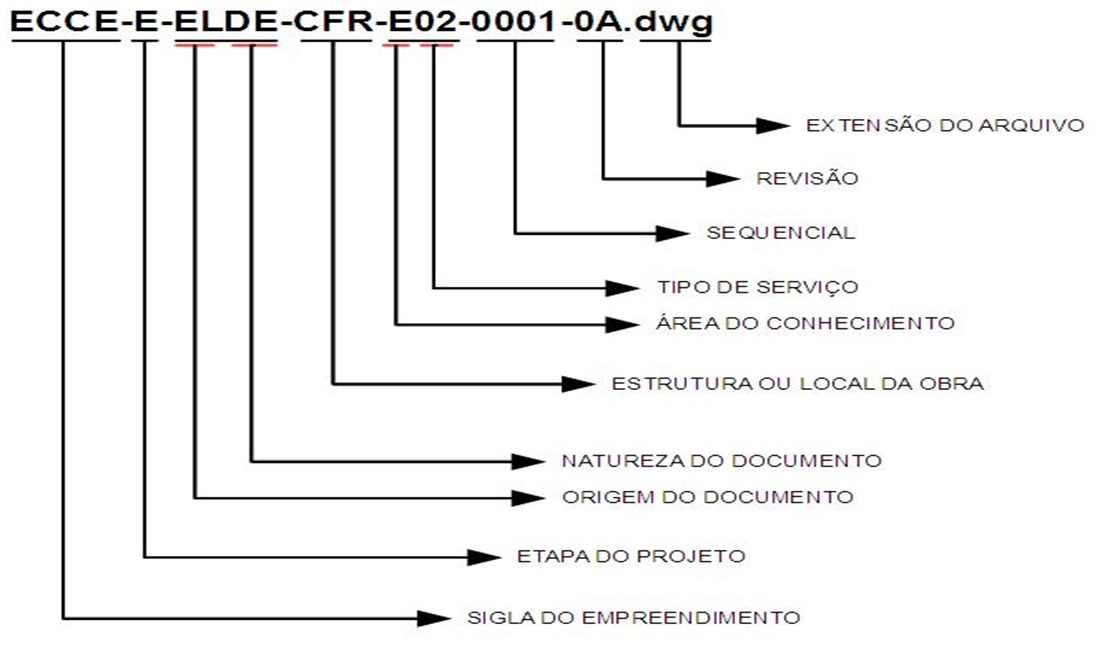 ECCE-E-ELDE-CFR-E02-0001-0A.dwg
EXTENSÃO DO ARQUIVO
REVISÃO
SEQUENCIAL
TIPO DE SERVIÇO
ÁREA DO CONHECIMENTO
ESTRUTURA OU LOCAL DA OBRA
NATUREZA DO DOCUMENTO
ORIGEM DO DOCUMENTO
ETAPA DO PROJETO
SIGLA DO EMPREENDIMENTO